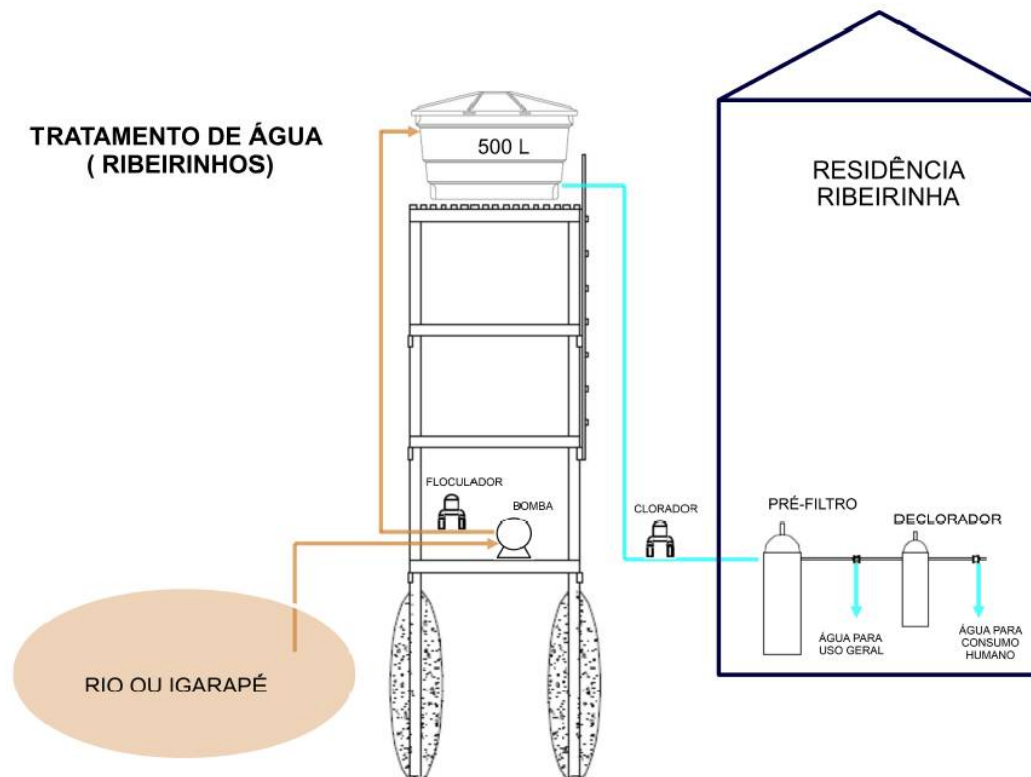 TRATAMENTO DE ÁGUA
( RIBEIRINHOS)
500 L
RESIDÊNCIA
RIBEIRINHA
FLOCULADOR
BOMBA
CLORADOR
PRÉ-FILTRO
DECLORADOR
ÁGUA PARA
USO GERAL
ÁGUA PARA
CONSUMO
HUMANO
RIO OU IGARAPÉ